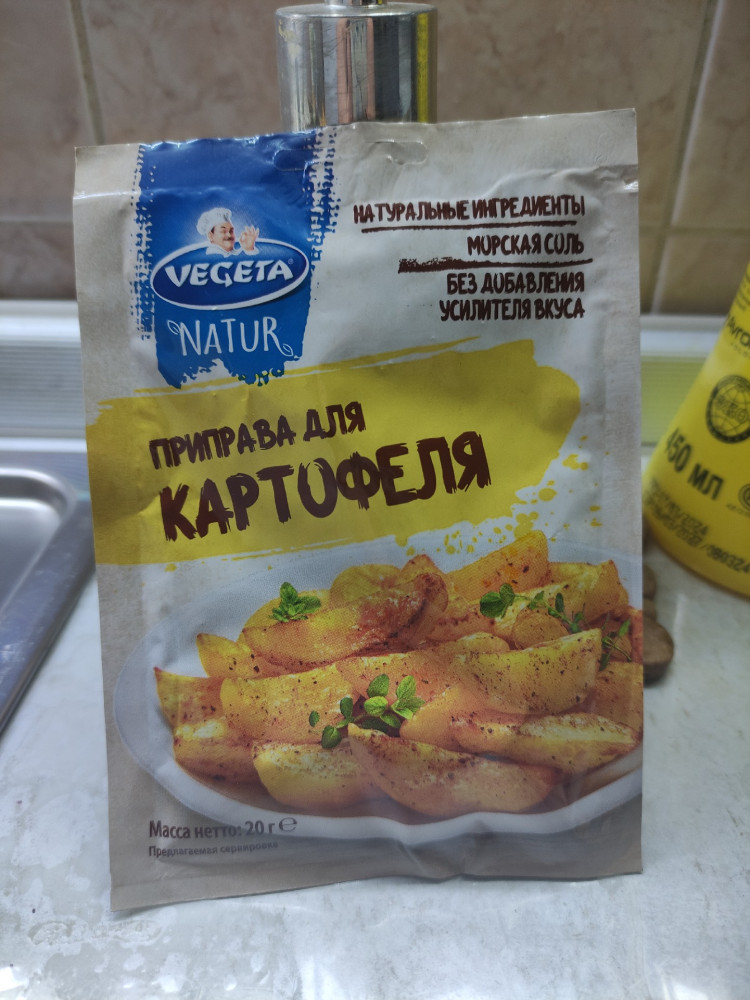 VEGETA®
NATUR
НАТУРАЛЬНЫЕ ИНГРЕДИЕНТЫ
МОРСКАЯ СОЛЬ
БЕЗ ДОБАВЛЕНИЯ
УСИЛИТЕЛЯ ВКУСА
ПРИПРАВА ДЛЯ
КАРТОФЕЛЯ
Масса нетто: 20 г ℮
Предлагаемая сервировка
450 МЛ